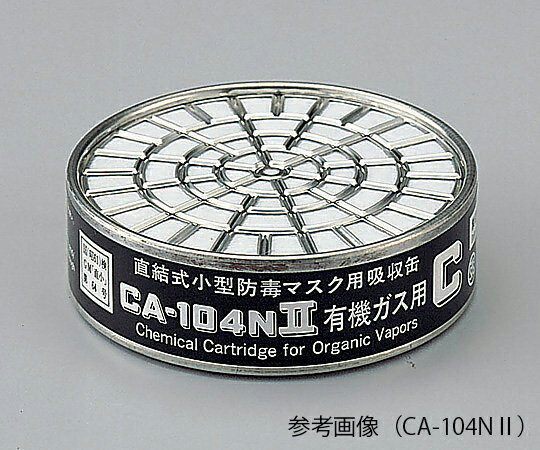 直結式小型防毒マスク用吸収缶
CA-104NⅡ 有機ガス用 C
Chemical Cartridge for Organic Vapors
参考画像（CA-104NⅡ）